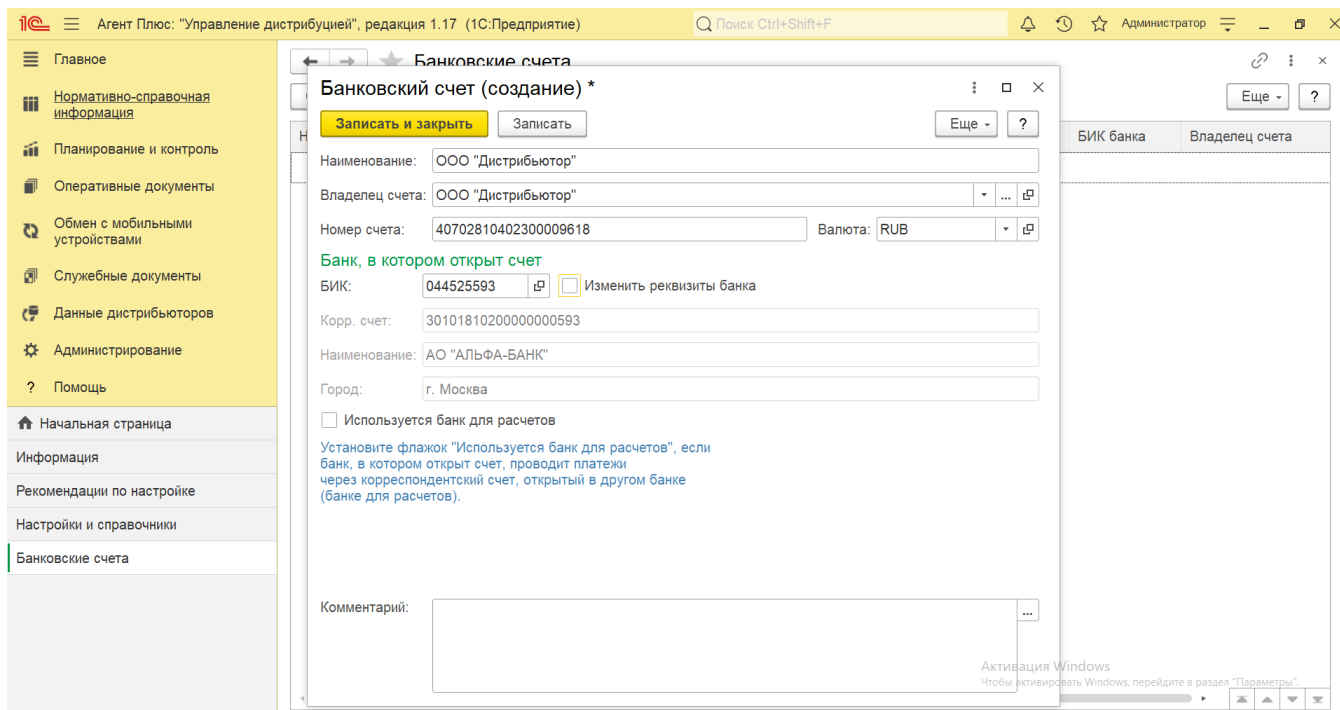 1С Агент Плюс: "Управление дистрибуцией", редакция 1.17 (1С:Предприятие)
Поиск Ctrl+Shift+F
Администратор
Главное
Нормативно-справочная
информация
Планирование и контроль
Оперативные документы
Обмен с мобильными
устройствами
Служебные документы
Данные дистрибьюторов
Администрирование
? Помощь
Начальная страница
Информация
Рекомендации по настройке
Настройки и справочники
Банковские счета
Банковские счета
Еще
?
БИК банка
Владелец счета
Банковский счет (создание) *
Записать и закрыть
Записать
Еще
?
Наименование: ООО "Дистрибьютор"
Владелец счета: ООО "Дистрибьютор" ...
Номер счета: 40702810402300009618 Валюта: RUB
Банк, в котором открыт счет
БИК: 044525593 Изменить реквизиты банка
Корр. счет: 30101810200000000593
Наименование: АО "АЛЬФА-БАНК"
Город: г. Москва
Используется банк для расчетов
Установите флажок "Используется банк для расчетов", если
банк, в котором открыт счет, проводит платежи
через корреспондентский счет, открытый в другом банке
(банке для расчетов).
Комментарий: ...
Активация Windows
Чтобы активировать Windows, перейдите в раздел "Параметры".